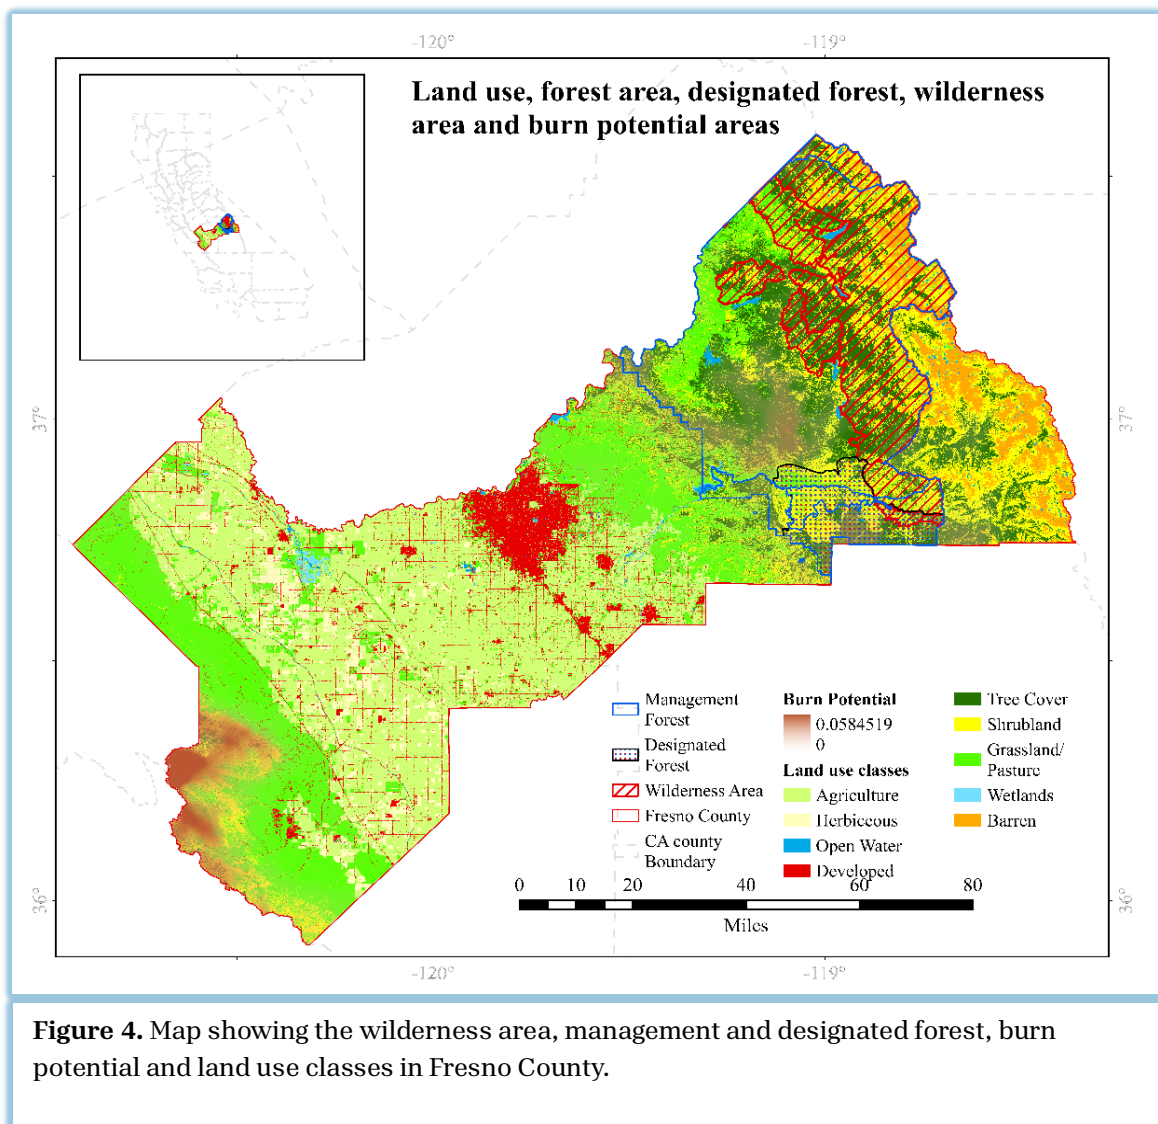 -120°
-119°
Land use, forest area, designated forest, wilderness
area and burn potential areas
37°
37°
Management
Forest
Designated
Forest
Wilderness Area
Fresno County
CA county
Boundary
Burn Potential
0.0584519
0
Land use classes
Agriculture
Herbiceous
Open Water
Developed
Tree Cover
Shrubland
Grassland/
Pasture
Wetlands
Barren
0 10 20 40 60 80
Miles
36°
36°
-120°
-119°
Figure 4. Map showing the wilderness area, management and designated forest, burn
potential and land use classes in Fresno County.